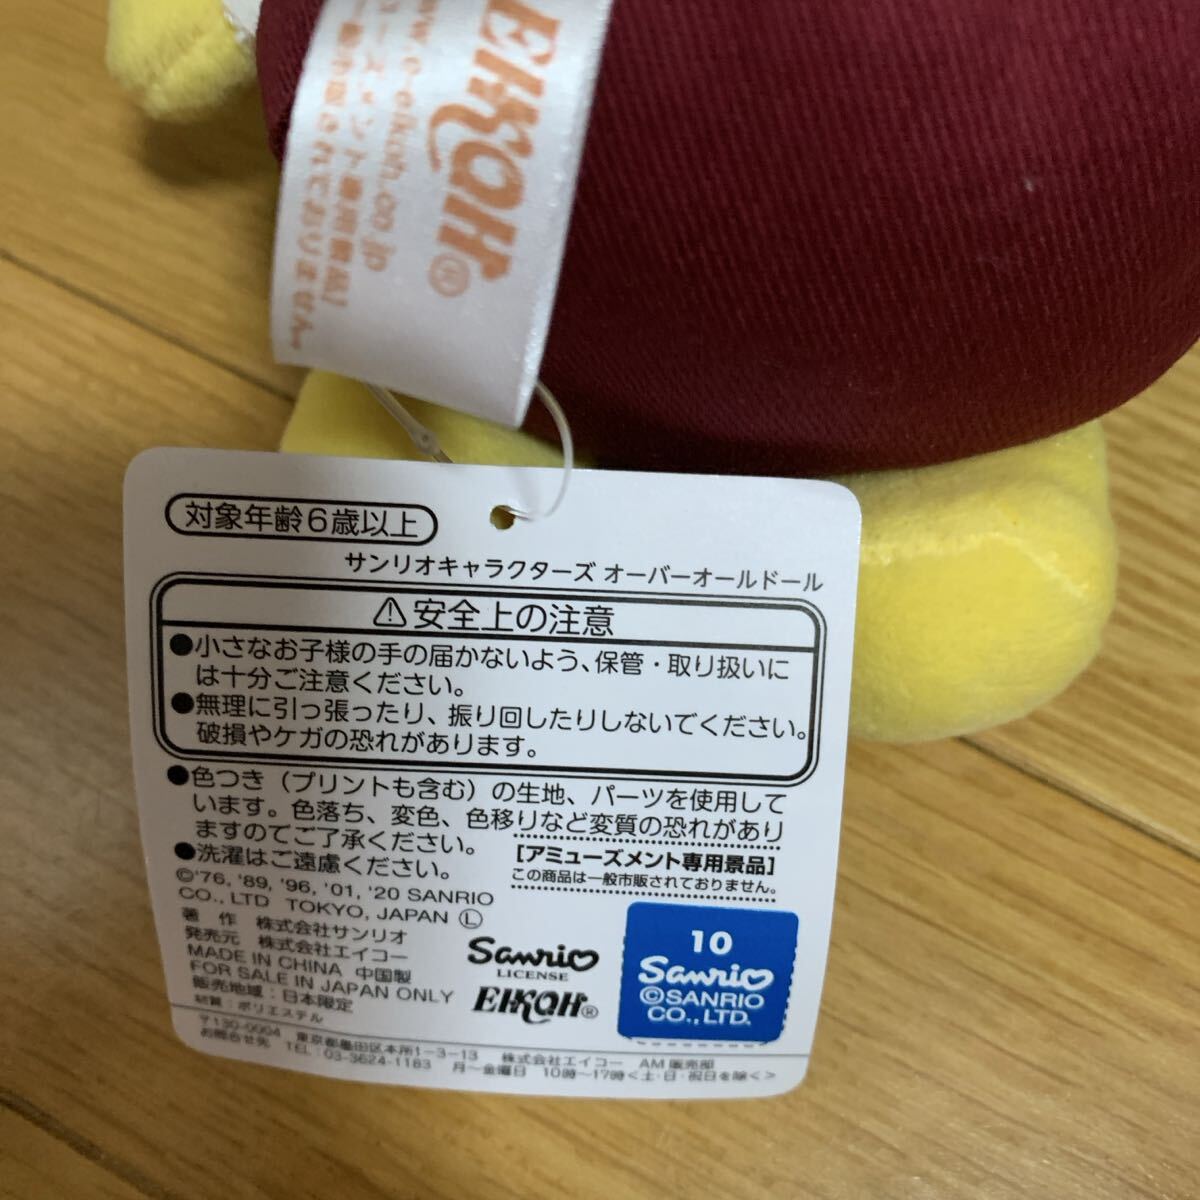 EIKOH®
www.e-eikoh.co.jp
対象年齢6歳以上
サンリオキャラクターズ オーバーオールドール
⚠安全上の注意
●小さなお子様の手の届かないよう、保管・取り扱いに
は十分ご注意ください。
●無理に引っ張ったり、振り回したりしないでください。
破損やケガの恐れがあります。
●色つき（プリントも含む）の生地、パーツを使用して
います。色落ち、変色、色移りなど変質の恐れがあり
ますのでご了承ください。
●洗濯はご遠慮ください。
[アミューズメント専用景品]
この商品は一般市販されておりません。
©'76, '89, '96, '01, '20 SANRIO
CO., LTD TOKYO, JAPAN Ⓛ
著 作 株式会社サンリオ
発売元 株式会社エイコー
MADE IN CHINA 中国製
FOR SALE IN JAPAN ONLY
販売地域：日本限定
材質：ポリエステル
Sanrio
LICENSE
EIKOH®
10
Sanrio
©SANRIO
CO., LTD.
〒130-0004 東京都墨田区本所1-3-13 株式会社エイコー AM販売部
お問合せ先 TEL：03-3624-1183 月～金曜日 10時～17時<土・日・祝日を除く>